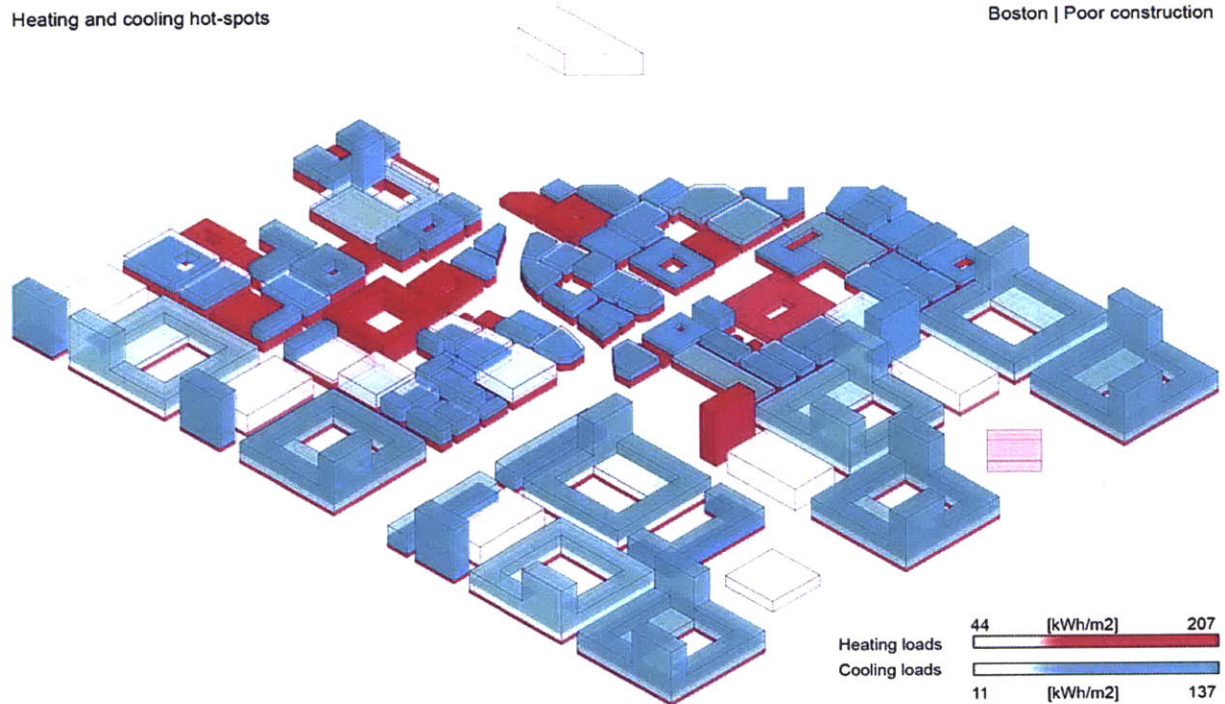 Heating and cooling hot-spots
Boston | Poor construction
44 [kWh/m2] 207
Heating loads
Cooling loads
11 [kWh/m2] 137